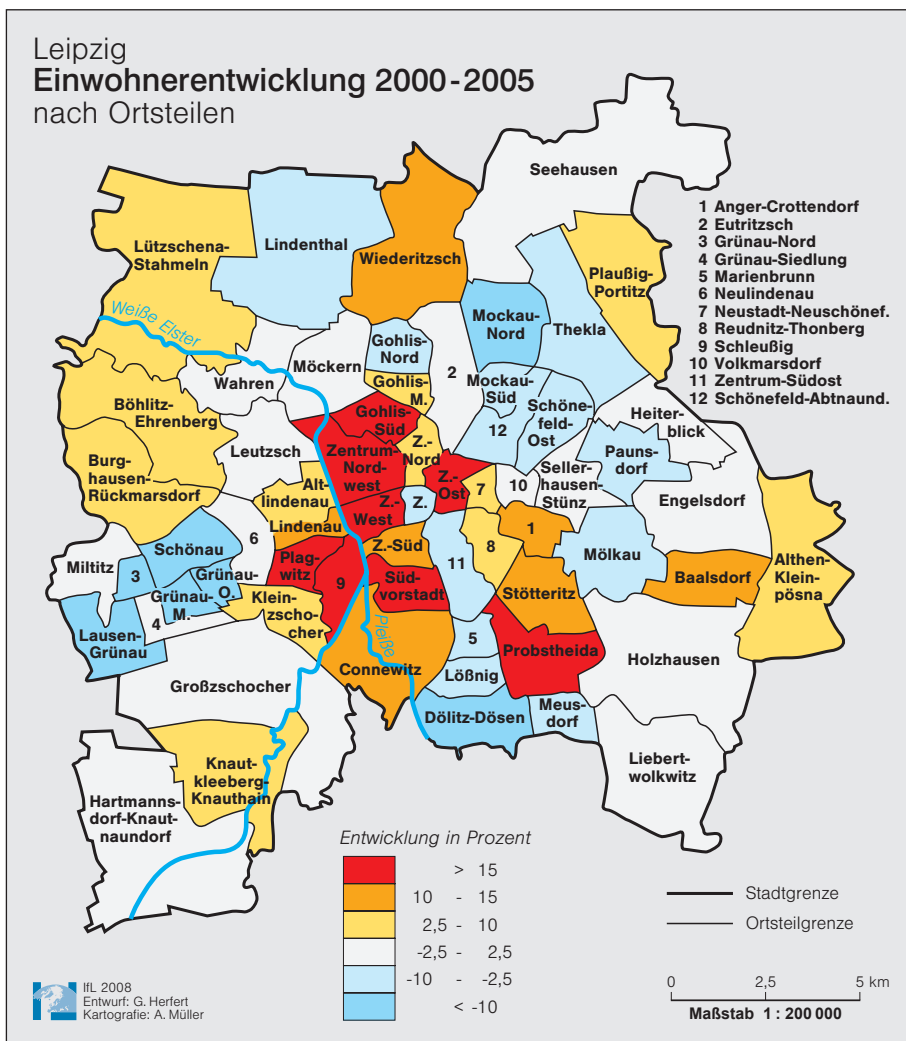 Leipzig
Einwohnerentwicklung 2000-2005
nach Ortsteilen
Seehausen
1 Anger-Crottendorf
2 Eutritzsch
3 Grünau-Nord
4 Grünau-Siedlung
5 Marienbrunn
6 Neulindenau
7 Neustadt-Neuschönef.
8 Reudnitz-Thonberg
9 Schleußig
10 Volkmarsdorf
11 Zentrum-Südost
12 Schönefeld-Abtnaund.
Lützschena-
Stahmeln
Lindenthal
Wiederitzsch
Plaußig-
Portitz
Weiße Elster
Mockau-
Nord
Thekla
Gohlis-
Nord
Möckern
Wahren
Gohlis-
M.
2
Mockau-
Süd
Böhlitz-
Ehrenberg
Gohlis-
Süd
12
Schöne-
feld-
Ost
Heiter-
blick
Leutzsch
Zentrum-
Nord-
west
Z.-
Nord
Pauns-
dorf
Burg-
hausen-
Rückmarsdorf
Alt-
lindenau
Z.-
Ost
7
10
Seller-
hausen-
Stünz
Engelsdorf
Z.-
West
Z.
Lindenau
6
1
Schönau
Z.-Süd
8
Mölkau
Althen-
Klein-
pösna
Miltitz
3
Grünau-
O.
Plag-
witz
9
Süd-
vorstadt
11
Baalsdorf
Grünau-
M.
4
Klein-
zschocher
Stötteritz
Lausen-
Grünau
Pleiße
5
Probstheida
Holzhausen
Connewitz
Lößnig
Großzschocher
Dölitz-Dösen
Meus-
dorf
Knaut-
kleeberg-
Knauthain
Liebert-
wolkwitz
Hartmanns-
dorf-Knaut-
naundorf
Entwicklung in Prozent
> 15
10 - 15
2,5 - 10
-2,5 - 2,5
-10 - -2,5
< -10
Stadtgrenze
Ortsteilgrenze
0 2,5 5 km
Maßstab 1 : 200 000
IfL 2008
Entwurf: G. Herfert
Kartografie: A. Müller